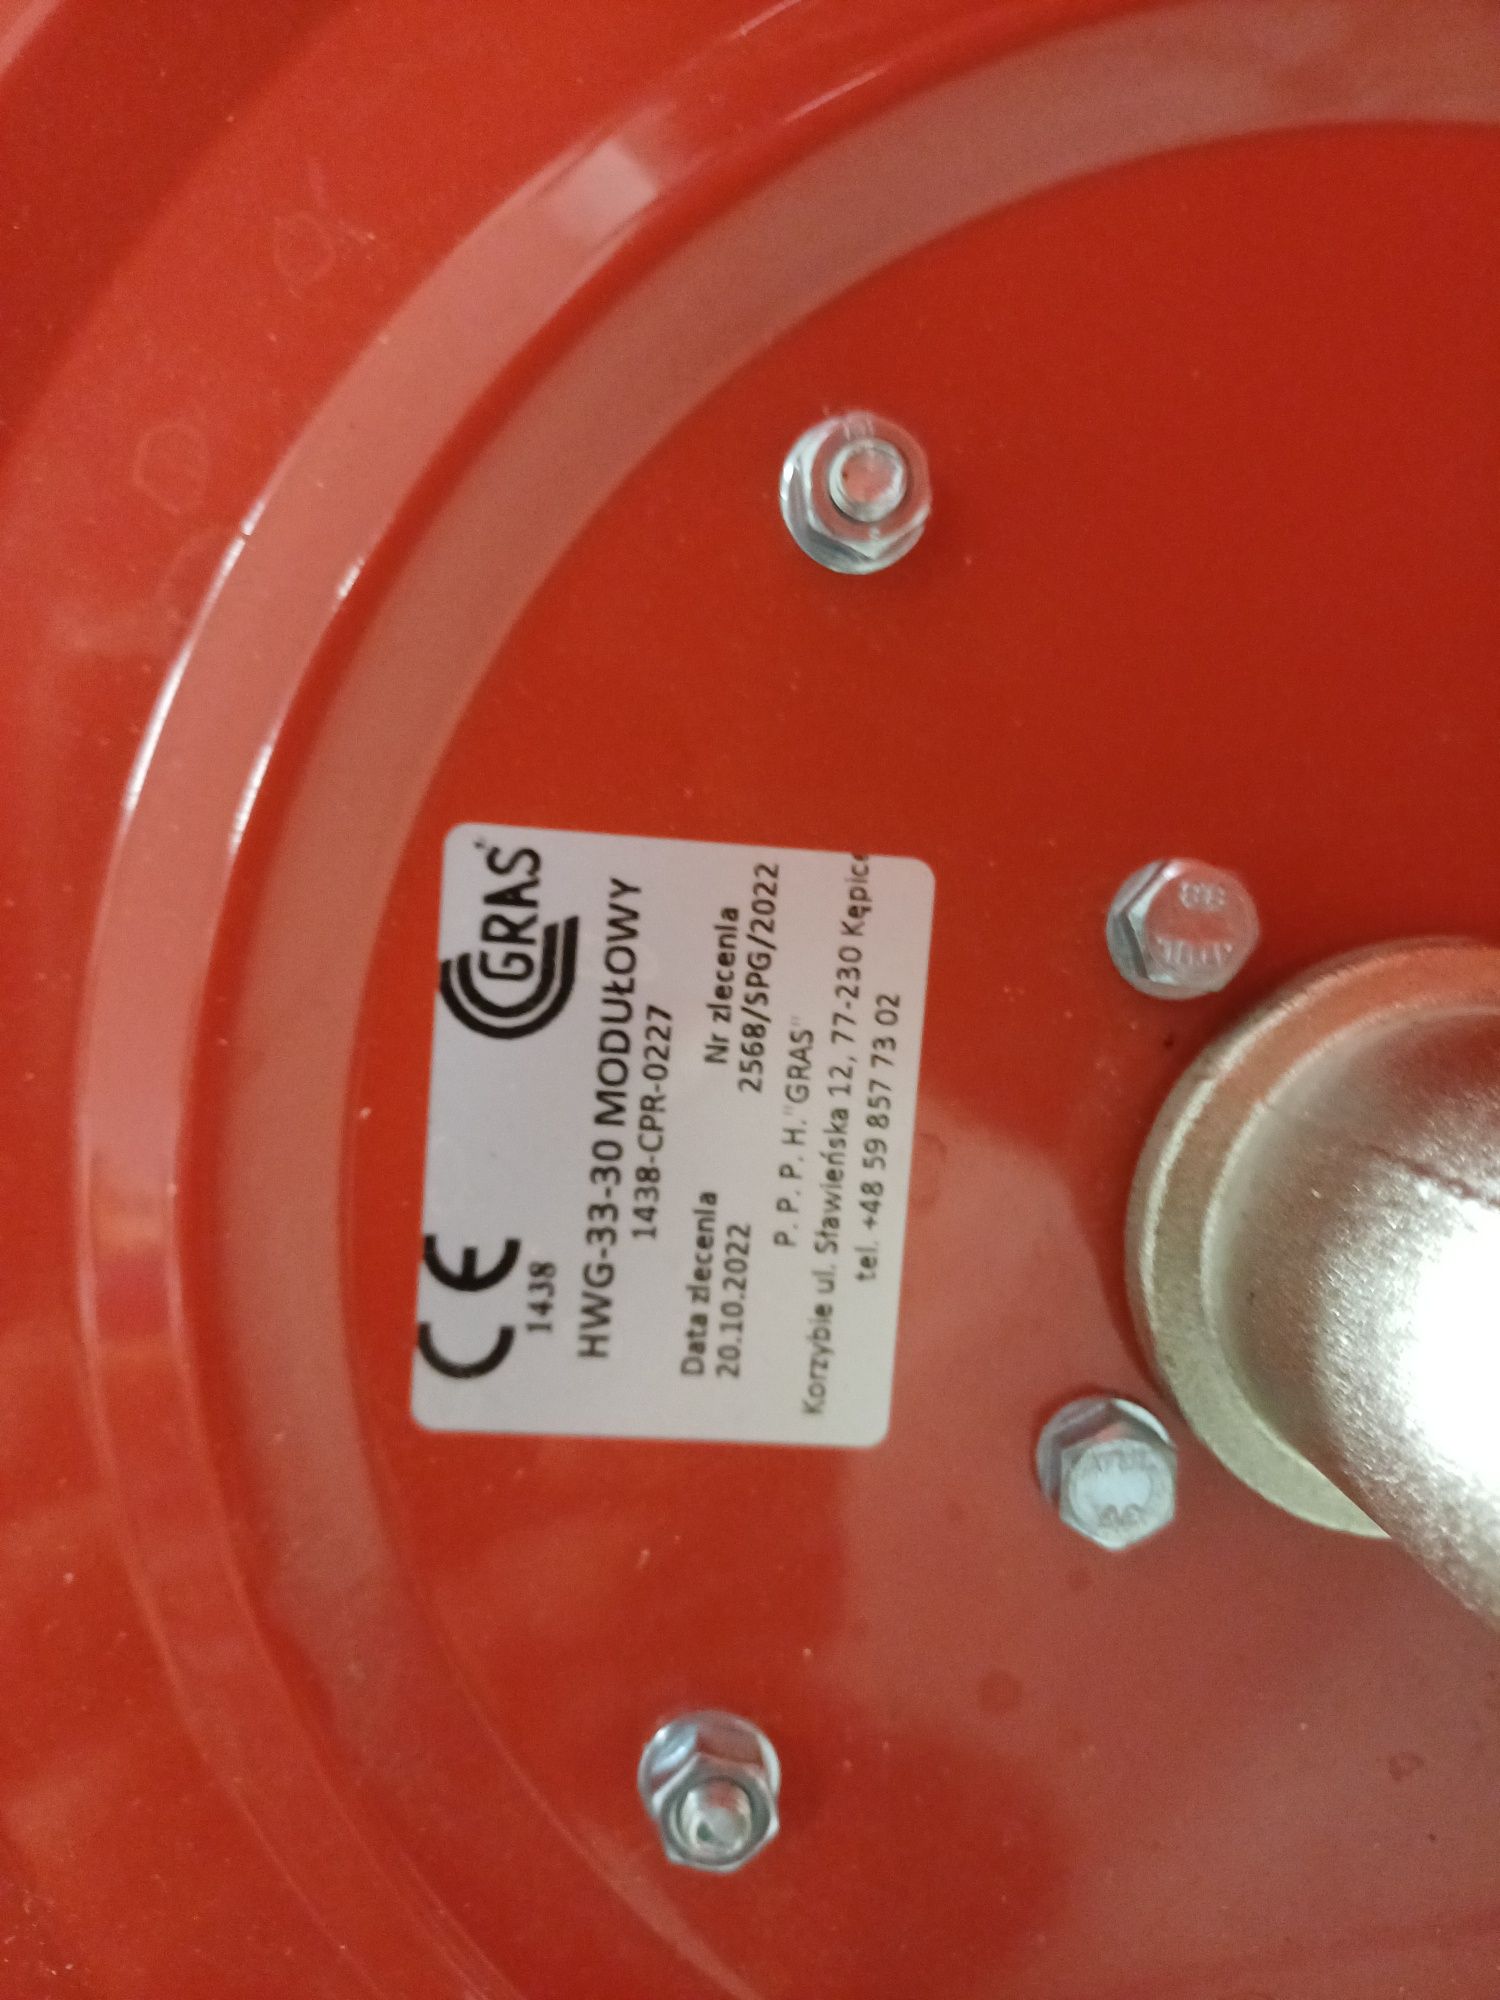 CE
1438
GRAS
HWG-33-30 MODUŁOWY
1438-CPR-0227
Data zlecenia
20.10.2022
Nr zlecenia
2568/SPG/2022
P. P. P. H."GRAS"
Korzybie ul. Sławieńska 12, 77-230 Kępice
tel. +48 59 857 73 02